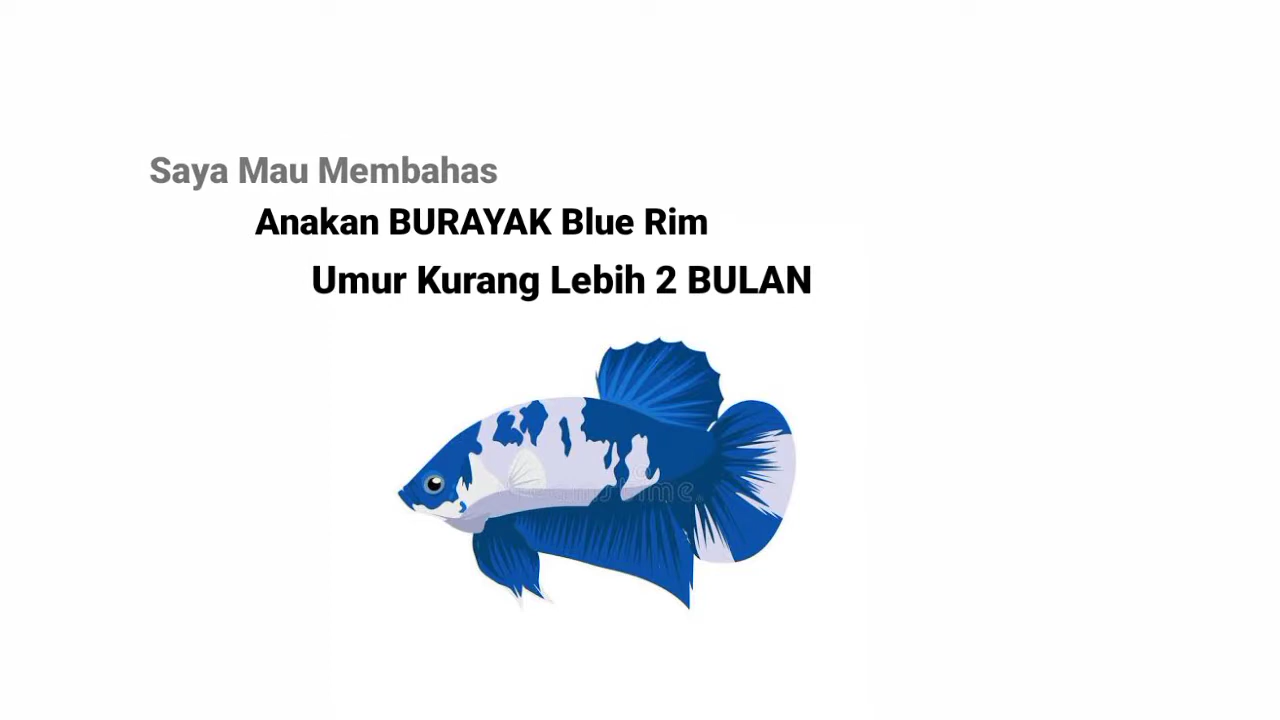 Saya Mau Membahas
Anakan BURAYAK Blue Rim
Umur Kurang Lebih 2 BULAN